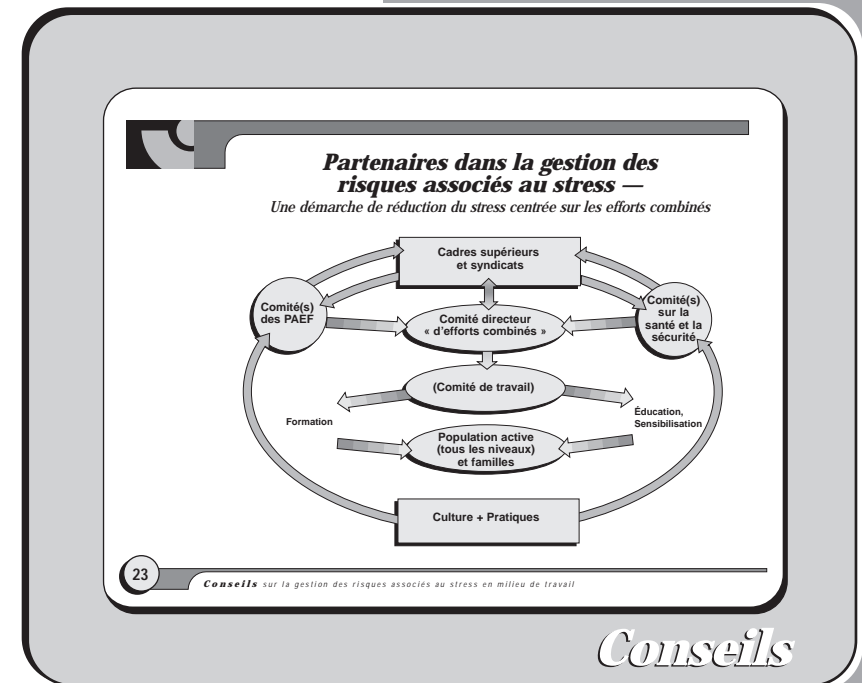 Partenaires dans la gestion des
risques associés au stress —
Une démarche de réduction du stress centrée sur les efforts combinés
Cadres supérieurs
et syndicats
Comité(s)
des PAEF
Comité directeur
« d'efforts combinés »
Comité(s)
sur la
santé et la
sécurité
(Comité de travail)
Formation
Éducation,
Sensibilisation
Population active
(tous les niveaux)
et familles
Culture + Pratiques
23
Conseils sur la gestion des risques associés au stress en milieu de travail
Conseils